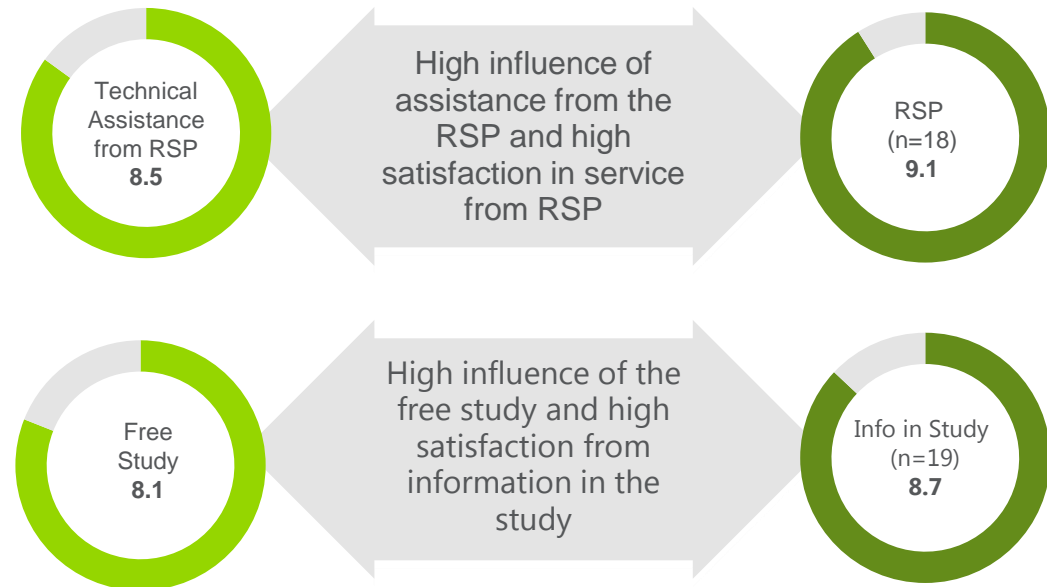 Technical
Assistance
from RSP
8.5
High influence of
assistance from the
RSP and high
satisfaction in service
from RSP
RSP
(n=18)
9.1
Free
Study
8.1
High influence of the
free study and high
satisfaction from
information in the
study
Info in Study
(n=19)
8.7